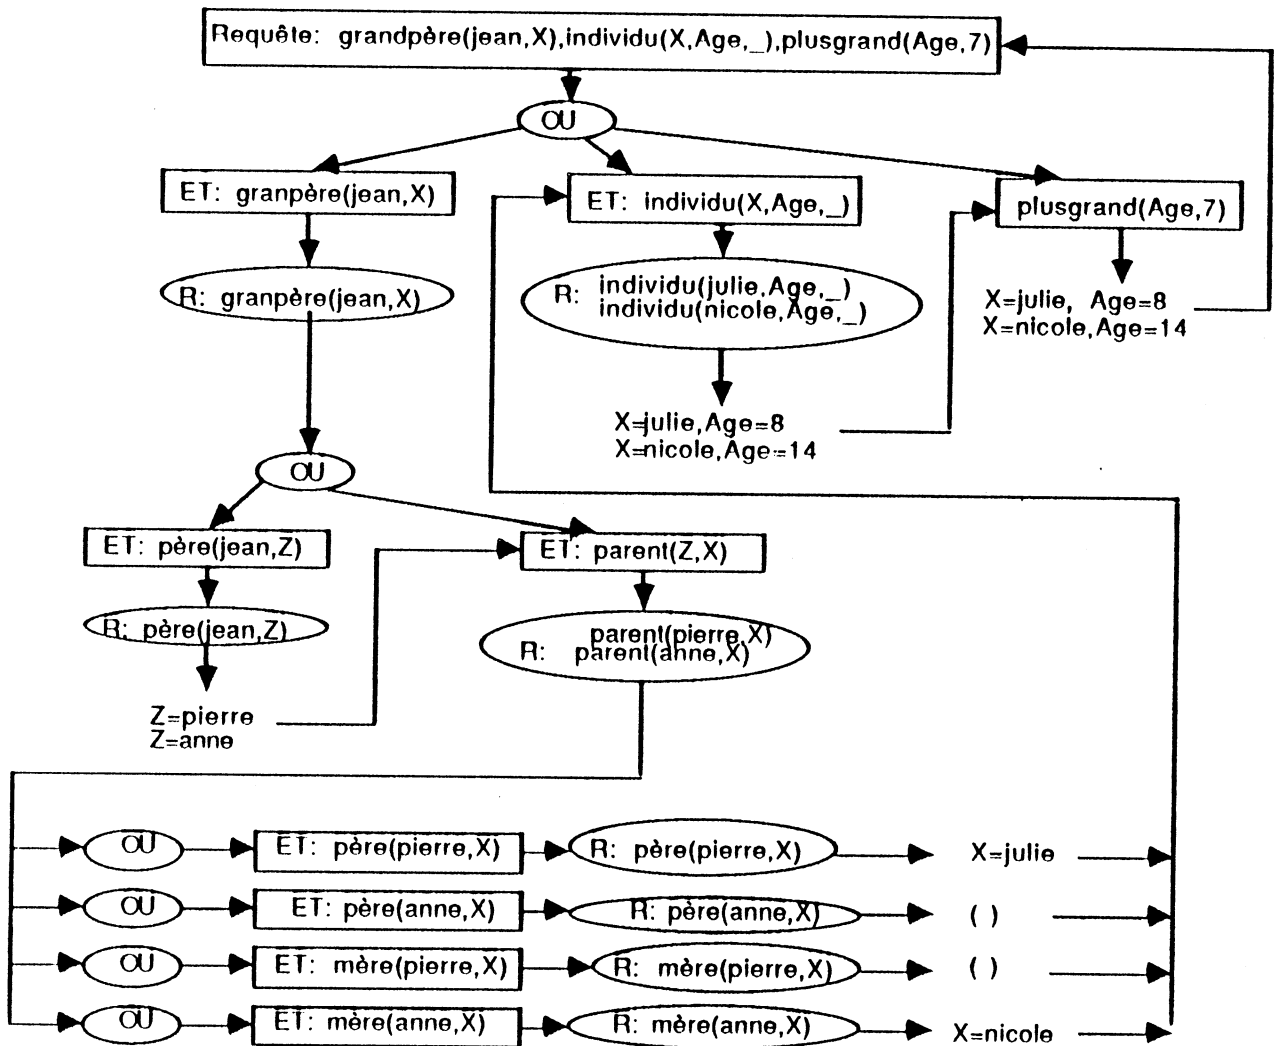 Requête: grandpère(jean,X),individu(X,Age,_),plusgrand(Age,7)
OU
ET: granpère(jean,X)
ET: individu(X,Age,_)
plusgrand(Age,7)
R: granpère(jean,X)
R: individu(julie,Age,_)
individu(nicole,Age,_)
X=julie, Age=8
X=nicole,Age=14
X=julie,Age=8
X=nicole,Age=14
OU
ET: père(jean,Z)
ET: parent(Z,X)
R: père(jean,Z)
parent(pierre,X)
R: parent(anne,X)
Z=pierre
Z=anne
OU ET: père(pierre,X) R: père(pierre,X) X=julie
OU ET: père(anne,X) R: père(anne,X) ( )
OU ET: mère(pierre,X) R: mère(pierre,X) ( )
OU ET: mère(anne,X) R: mère(anne,X) X=nicole